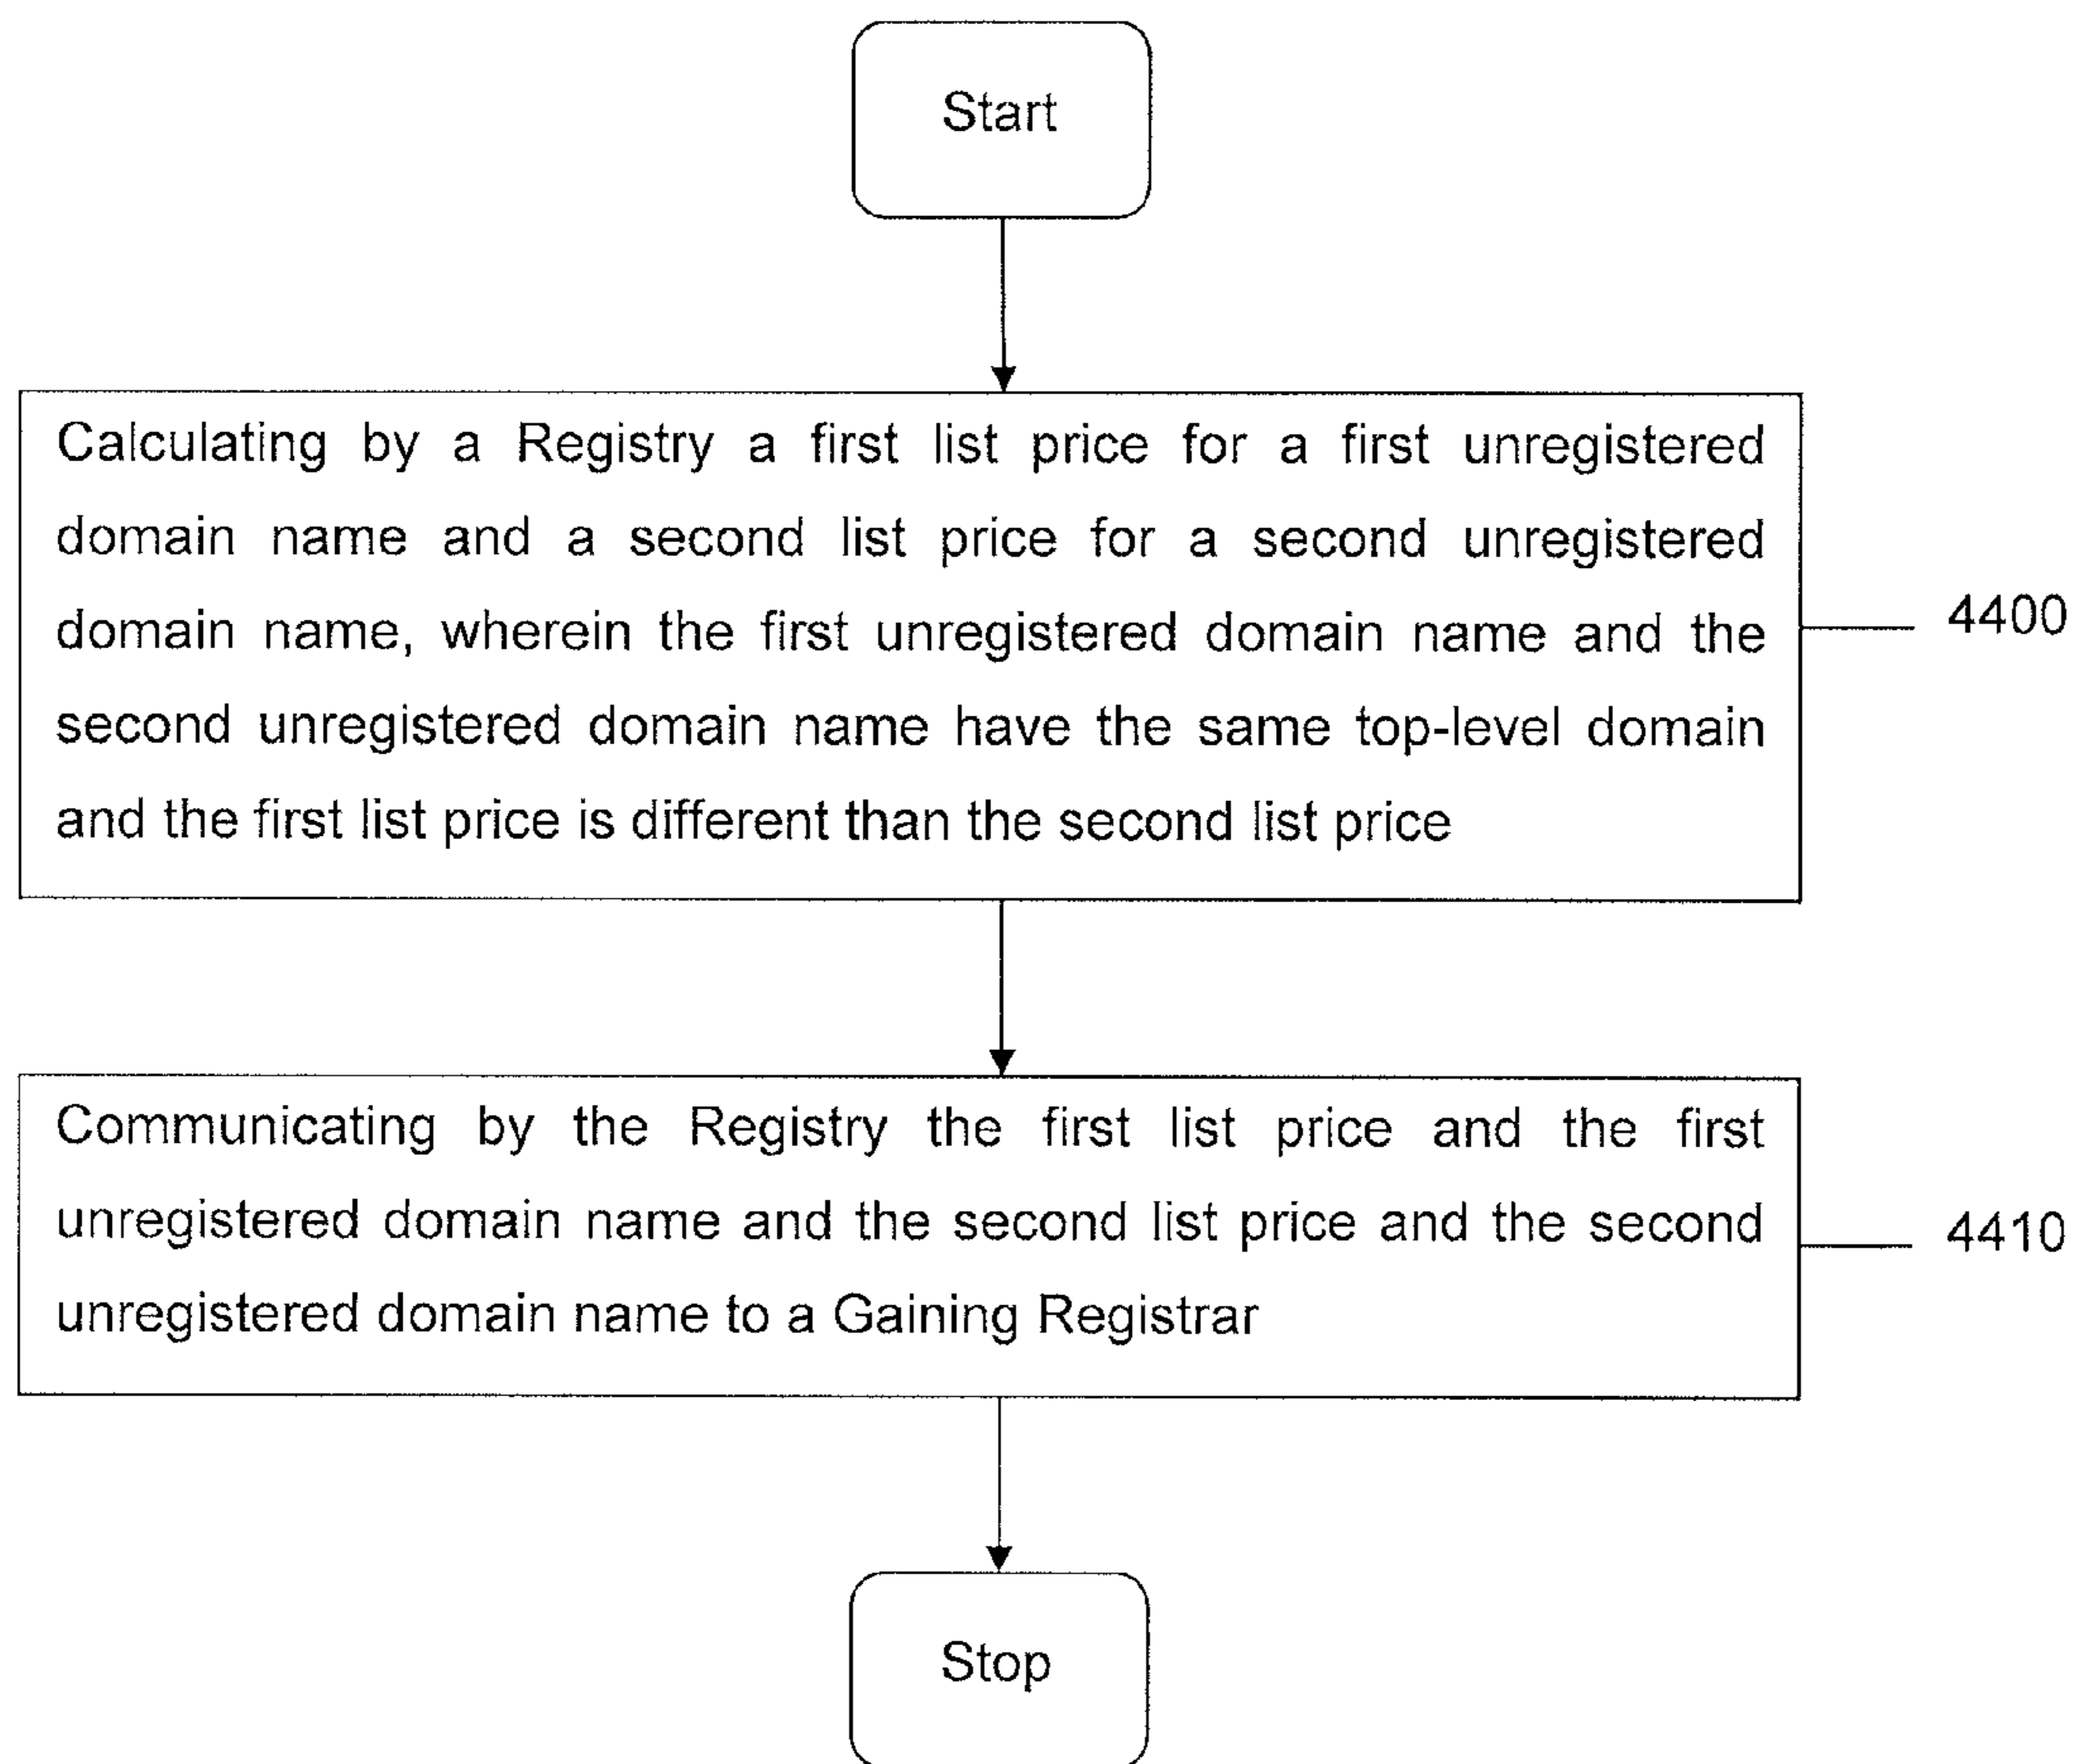 Start
Calculating by a Registry a first list price for a first unregistered
domain name and a second list price for a second unregistered
domain name, wherein the first unregistered domain name and the
second unregistered domain name have the same top-level domain
and the first list price is different than the second list price
4400
Communicating by the Registry the first list price and the first
unregistered domain name and the second list price and the second
unregistered domain name to a Gaining Registrar
4410
Stop